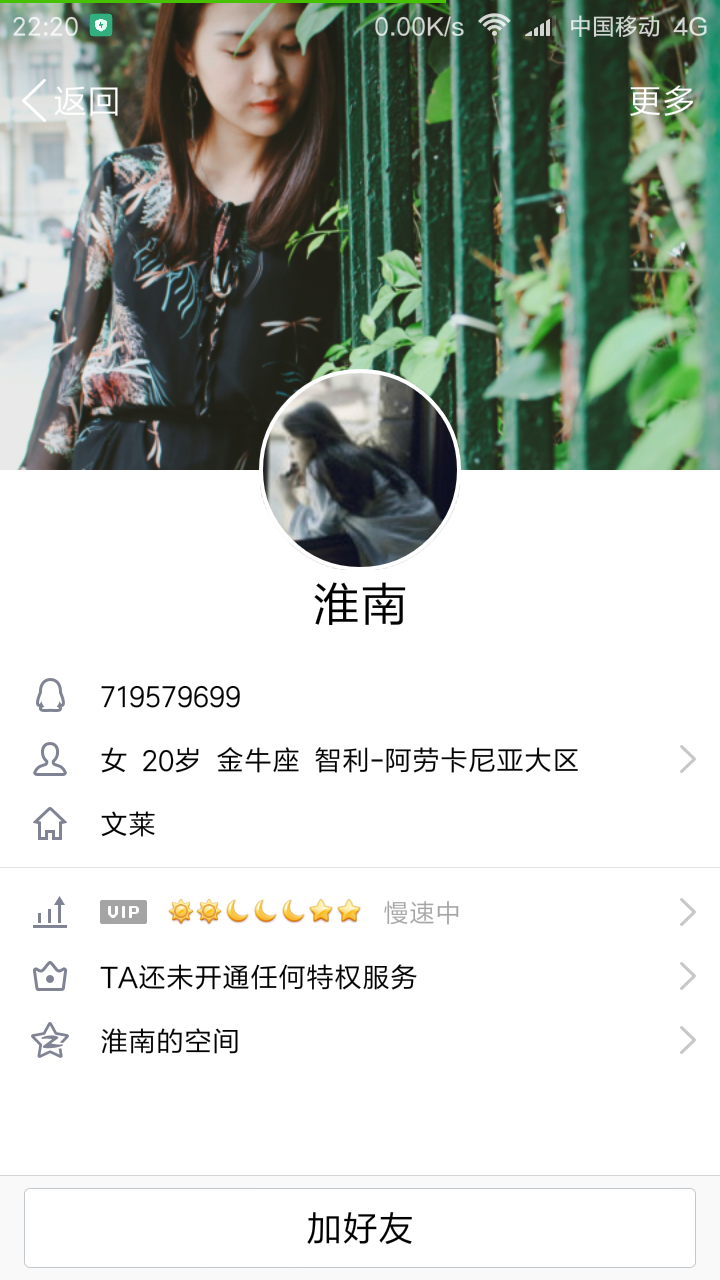 22:20 0.00K/s 中国移动 4G
返回 更多
淮南
719579699
女 20岁 金牛座 智利-阿劳卡尼亚大区
文莱
VIP 慢速中
TA还未开通任何特权服务
淮南的空间
加好友